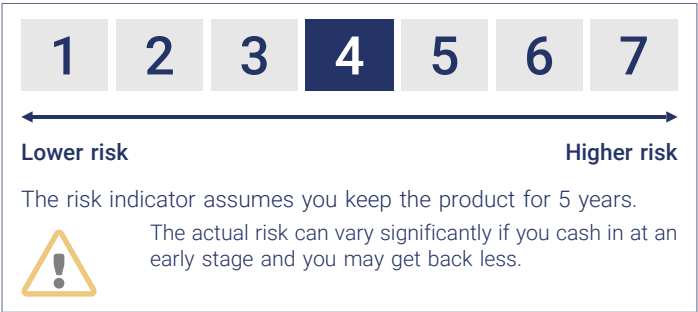 1 2 3 4 5 6 7
Lower risk Higher risk
The risk indicator assumes you keep the product for 5 years.
The actual risk can vary significantly if you cash in at an
early stage and you may get back less.